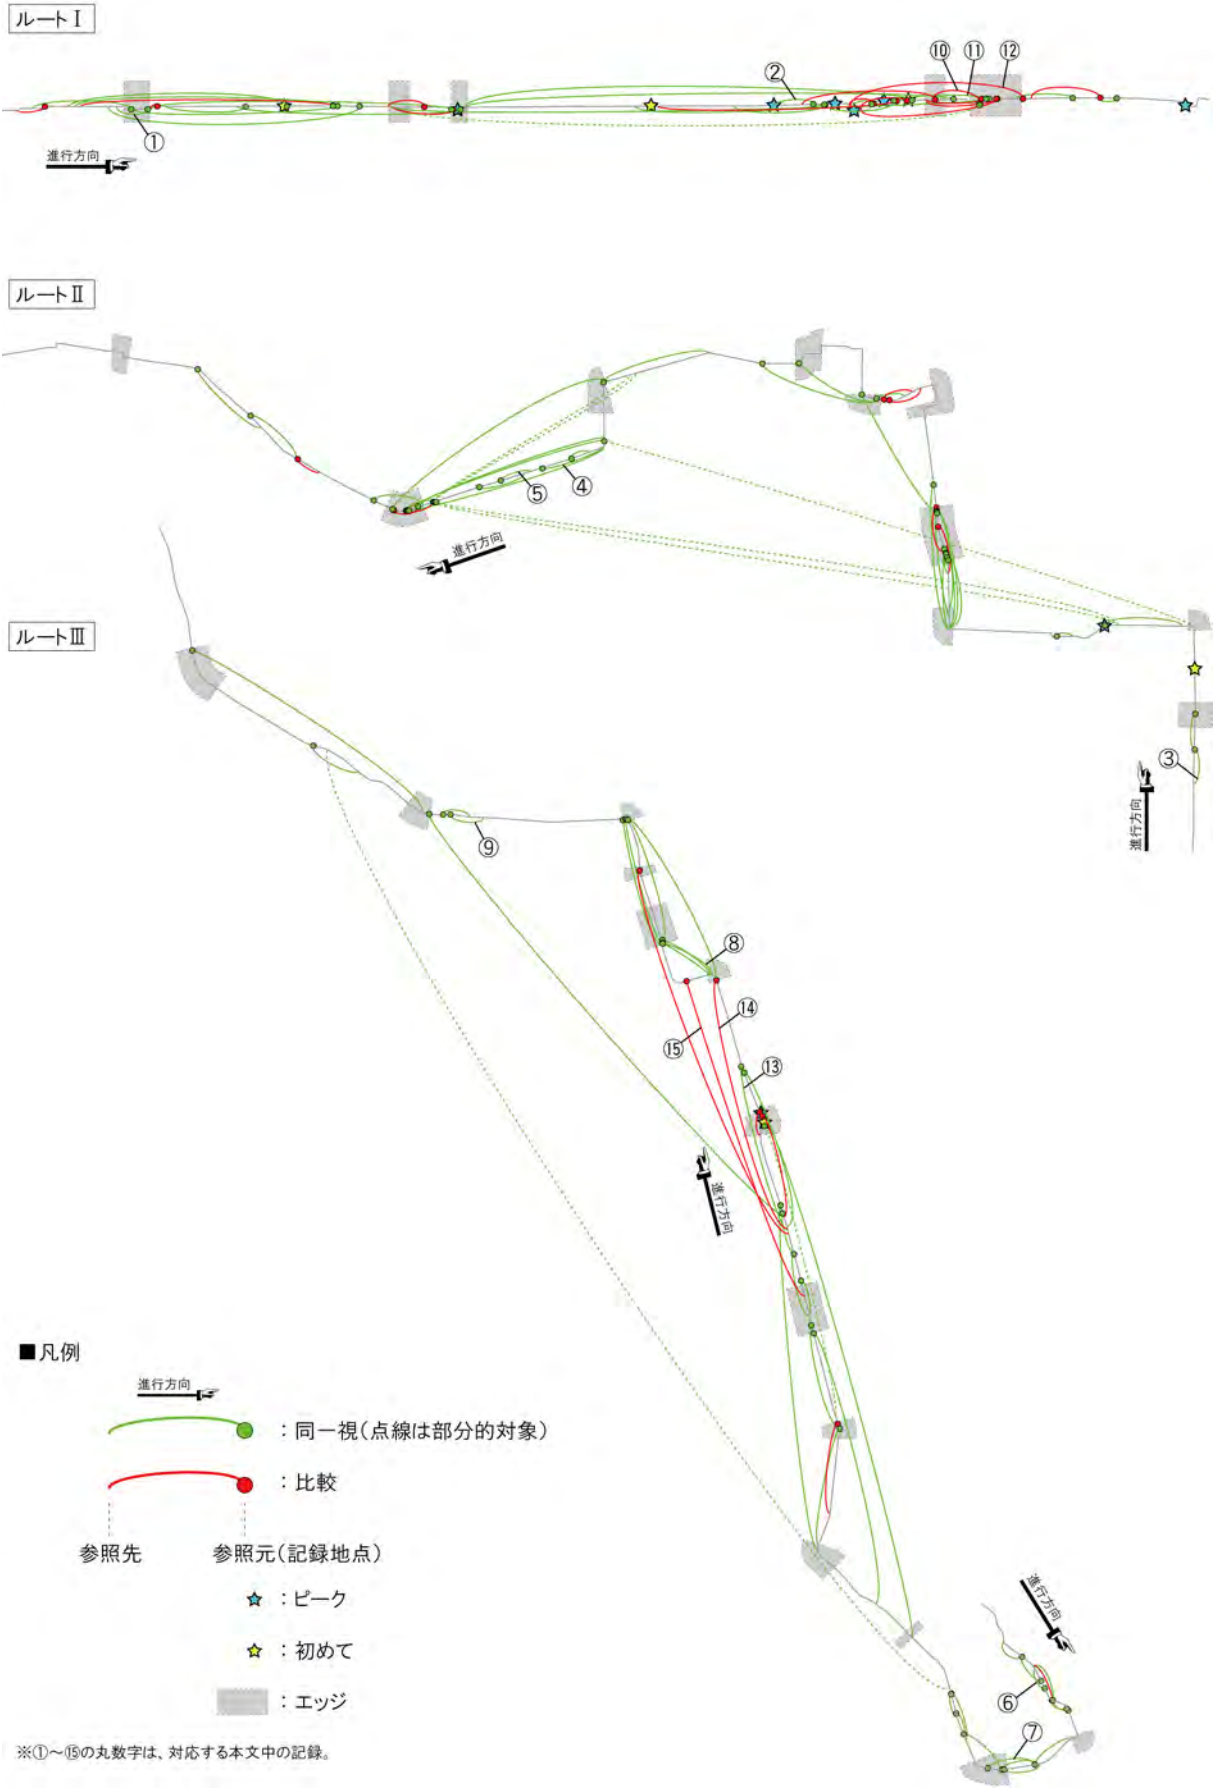 ルートⅠ
⑩
⑪
⑫
②
①
進行方向
ルートⅡ
⑤
④
進行方向
ルートⅢ
③
進行方向
⑨
⑧
⑭
⑮
⑬
進行方向
■凡例
進行方向
：同一視（点線は部分的対象）
：比較
参照先
参照元（記録地点）
：ピーク
：初めて
：エッジ
進行方向
⑥
⑦
※①～⑮の丸数字は、対応する本文中の記録。